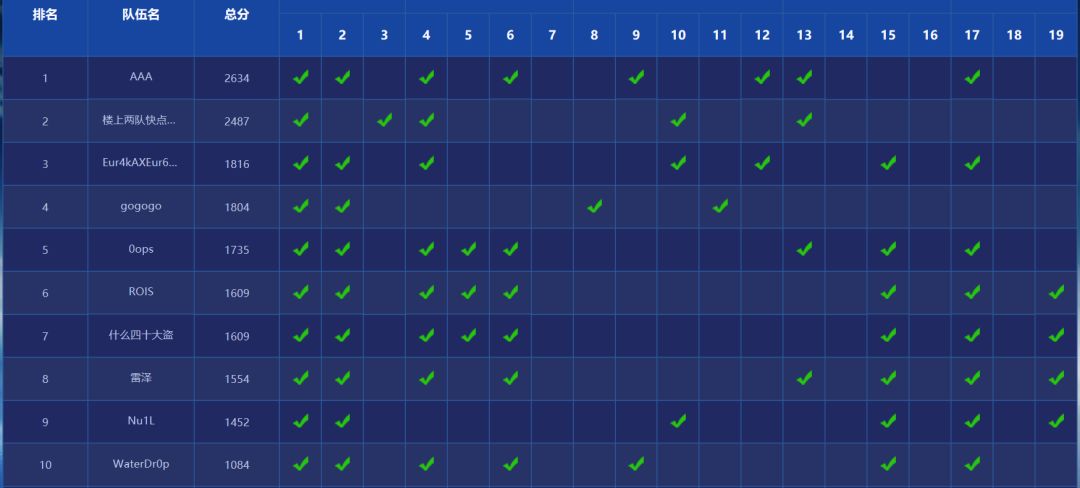 排名 队伍名 总分
1 2 3 4 5 6 7 8 9 10 11 12 13 14 15 16 17 18 19
1 AAA 2634
2 楼上两队快点... 2487
3 Eur4kAXEur6... 1816
4 gogogo 1804
5 0ops 1735
6 ROIS 1609
7 什么四十大盗 1609
8 雷泽 1554
9 Nu1L 1452
10 WaterDr0p 1084